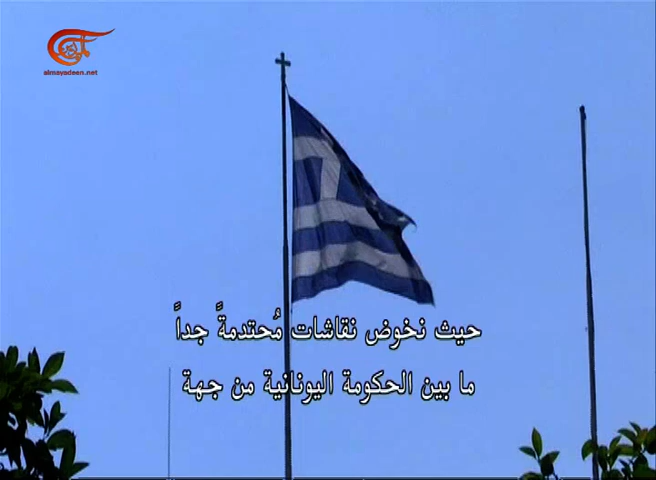 almayadeen.net
حيث نخوض نقاشات مُحتدمةً جداً
ما بين الحكومة اليونانية من جهة